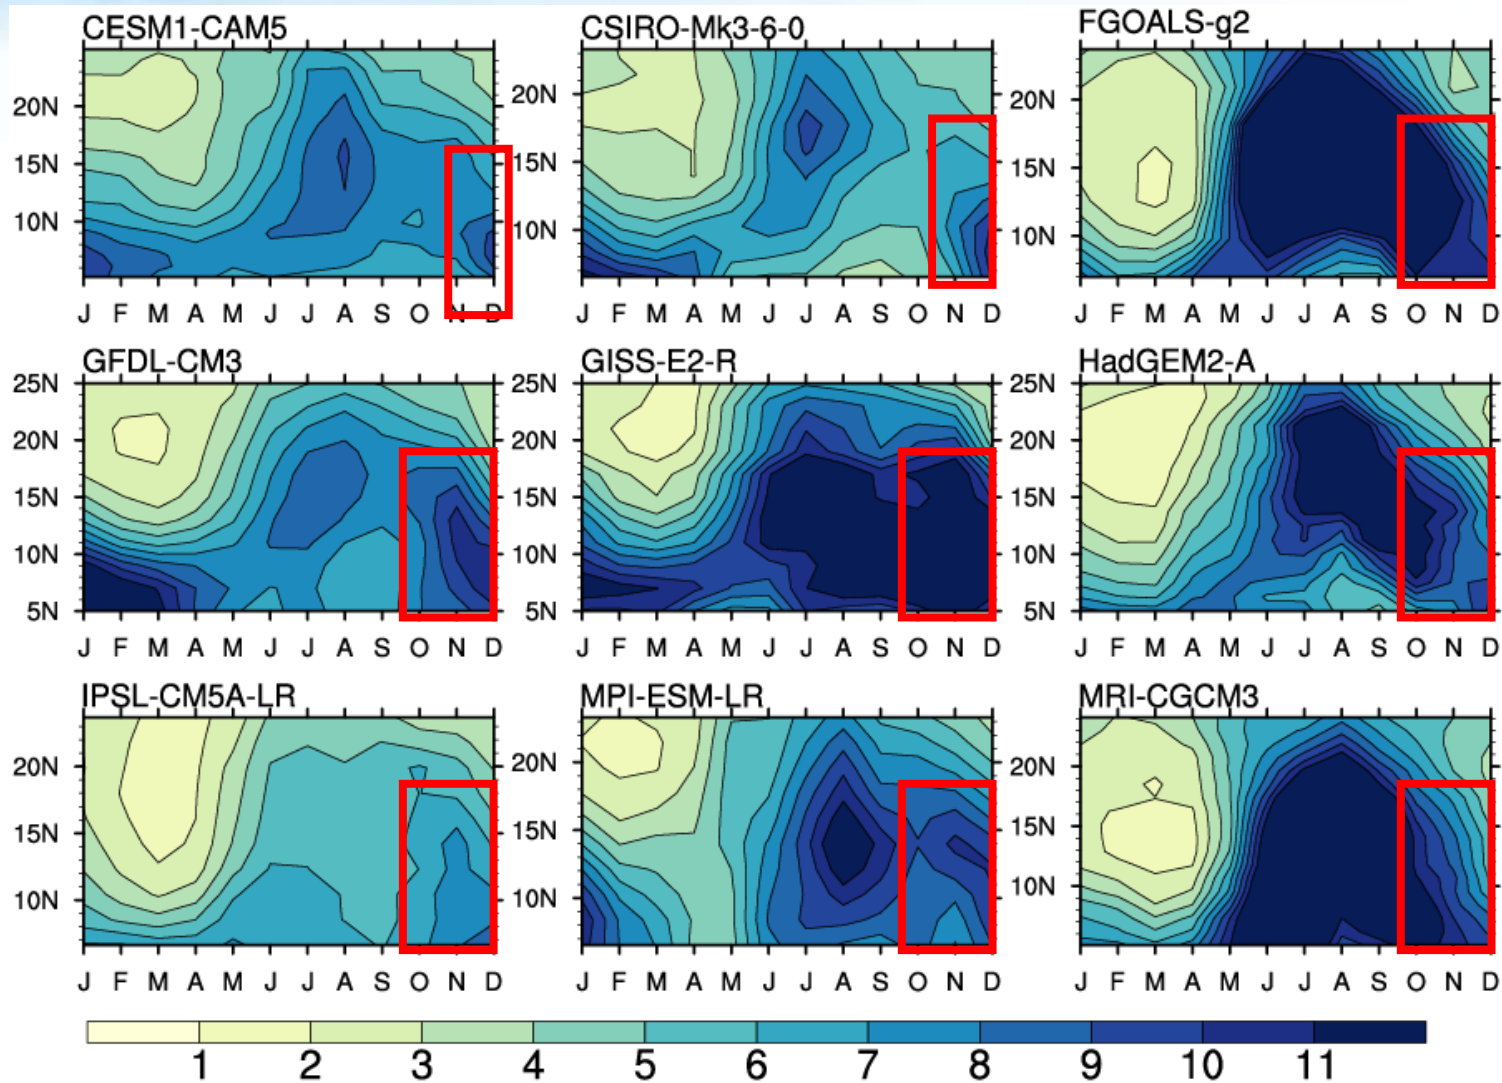 CESM1-CAM5 CSIRO-Mk3-6-0 FGOALS-g2
20N 20N 20N
15N 15N 15N
10N 10N 10N
J F M A M J J A S O N D J F M A M J J A S O N D J F M A M J J A S O N D
GFDL-CM3 GISS-E2-R HadGEM2-A
25N 25N 25N
20N 20N 20N
15N 15N 15N
10N 10N 10N
5N 5N 5N
J F M A M J J A S O N D J F M A M J J A S O N D J F M A M J J A S O N D
IPSL-CM5A-LR MPI-ESM-LR MRI-CGCM3
20N 20N 20N
15N 15N 15N
10N 10N 10N
J F M A M J J A S O N D J F M A M J J A S O N D J F M A M J J A S O N D
1 2 3 4 5 6 7 8 9 10 11